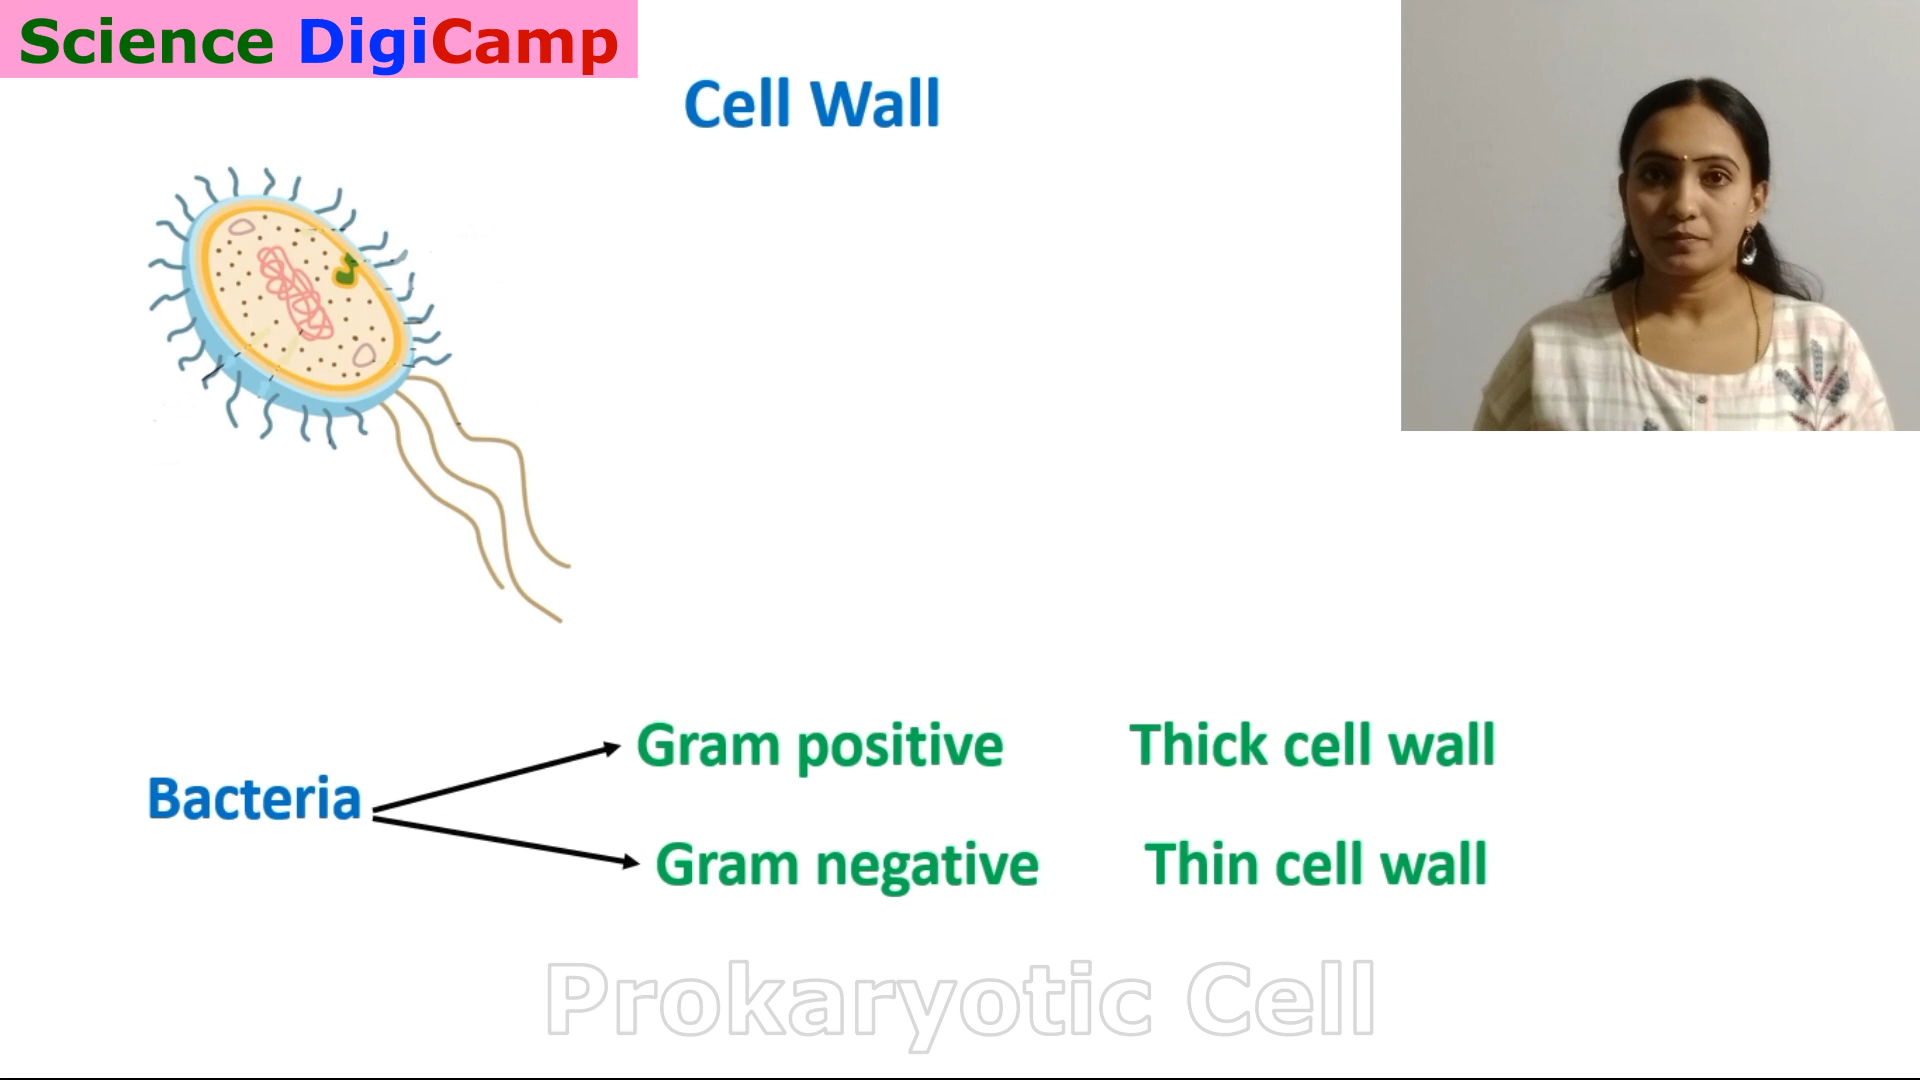 Science DigiCamp
Cell Wall
Bacteria
Gram positive Thick cell wall
Gram negative Thin cell wall
Prokaryotic Cell